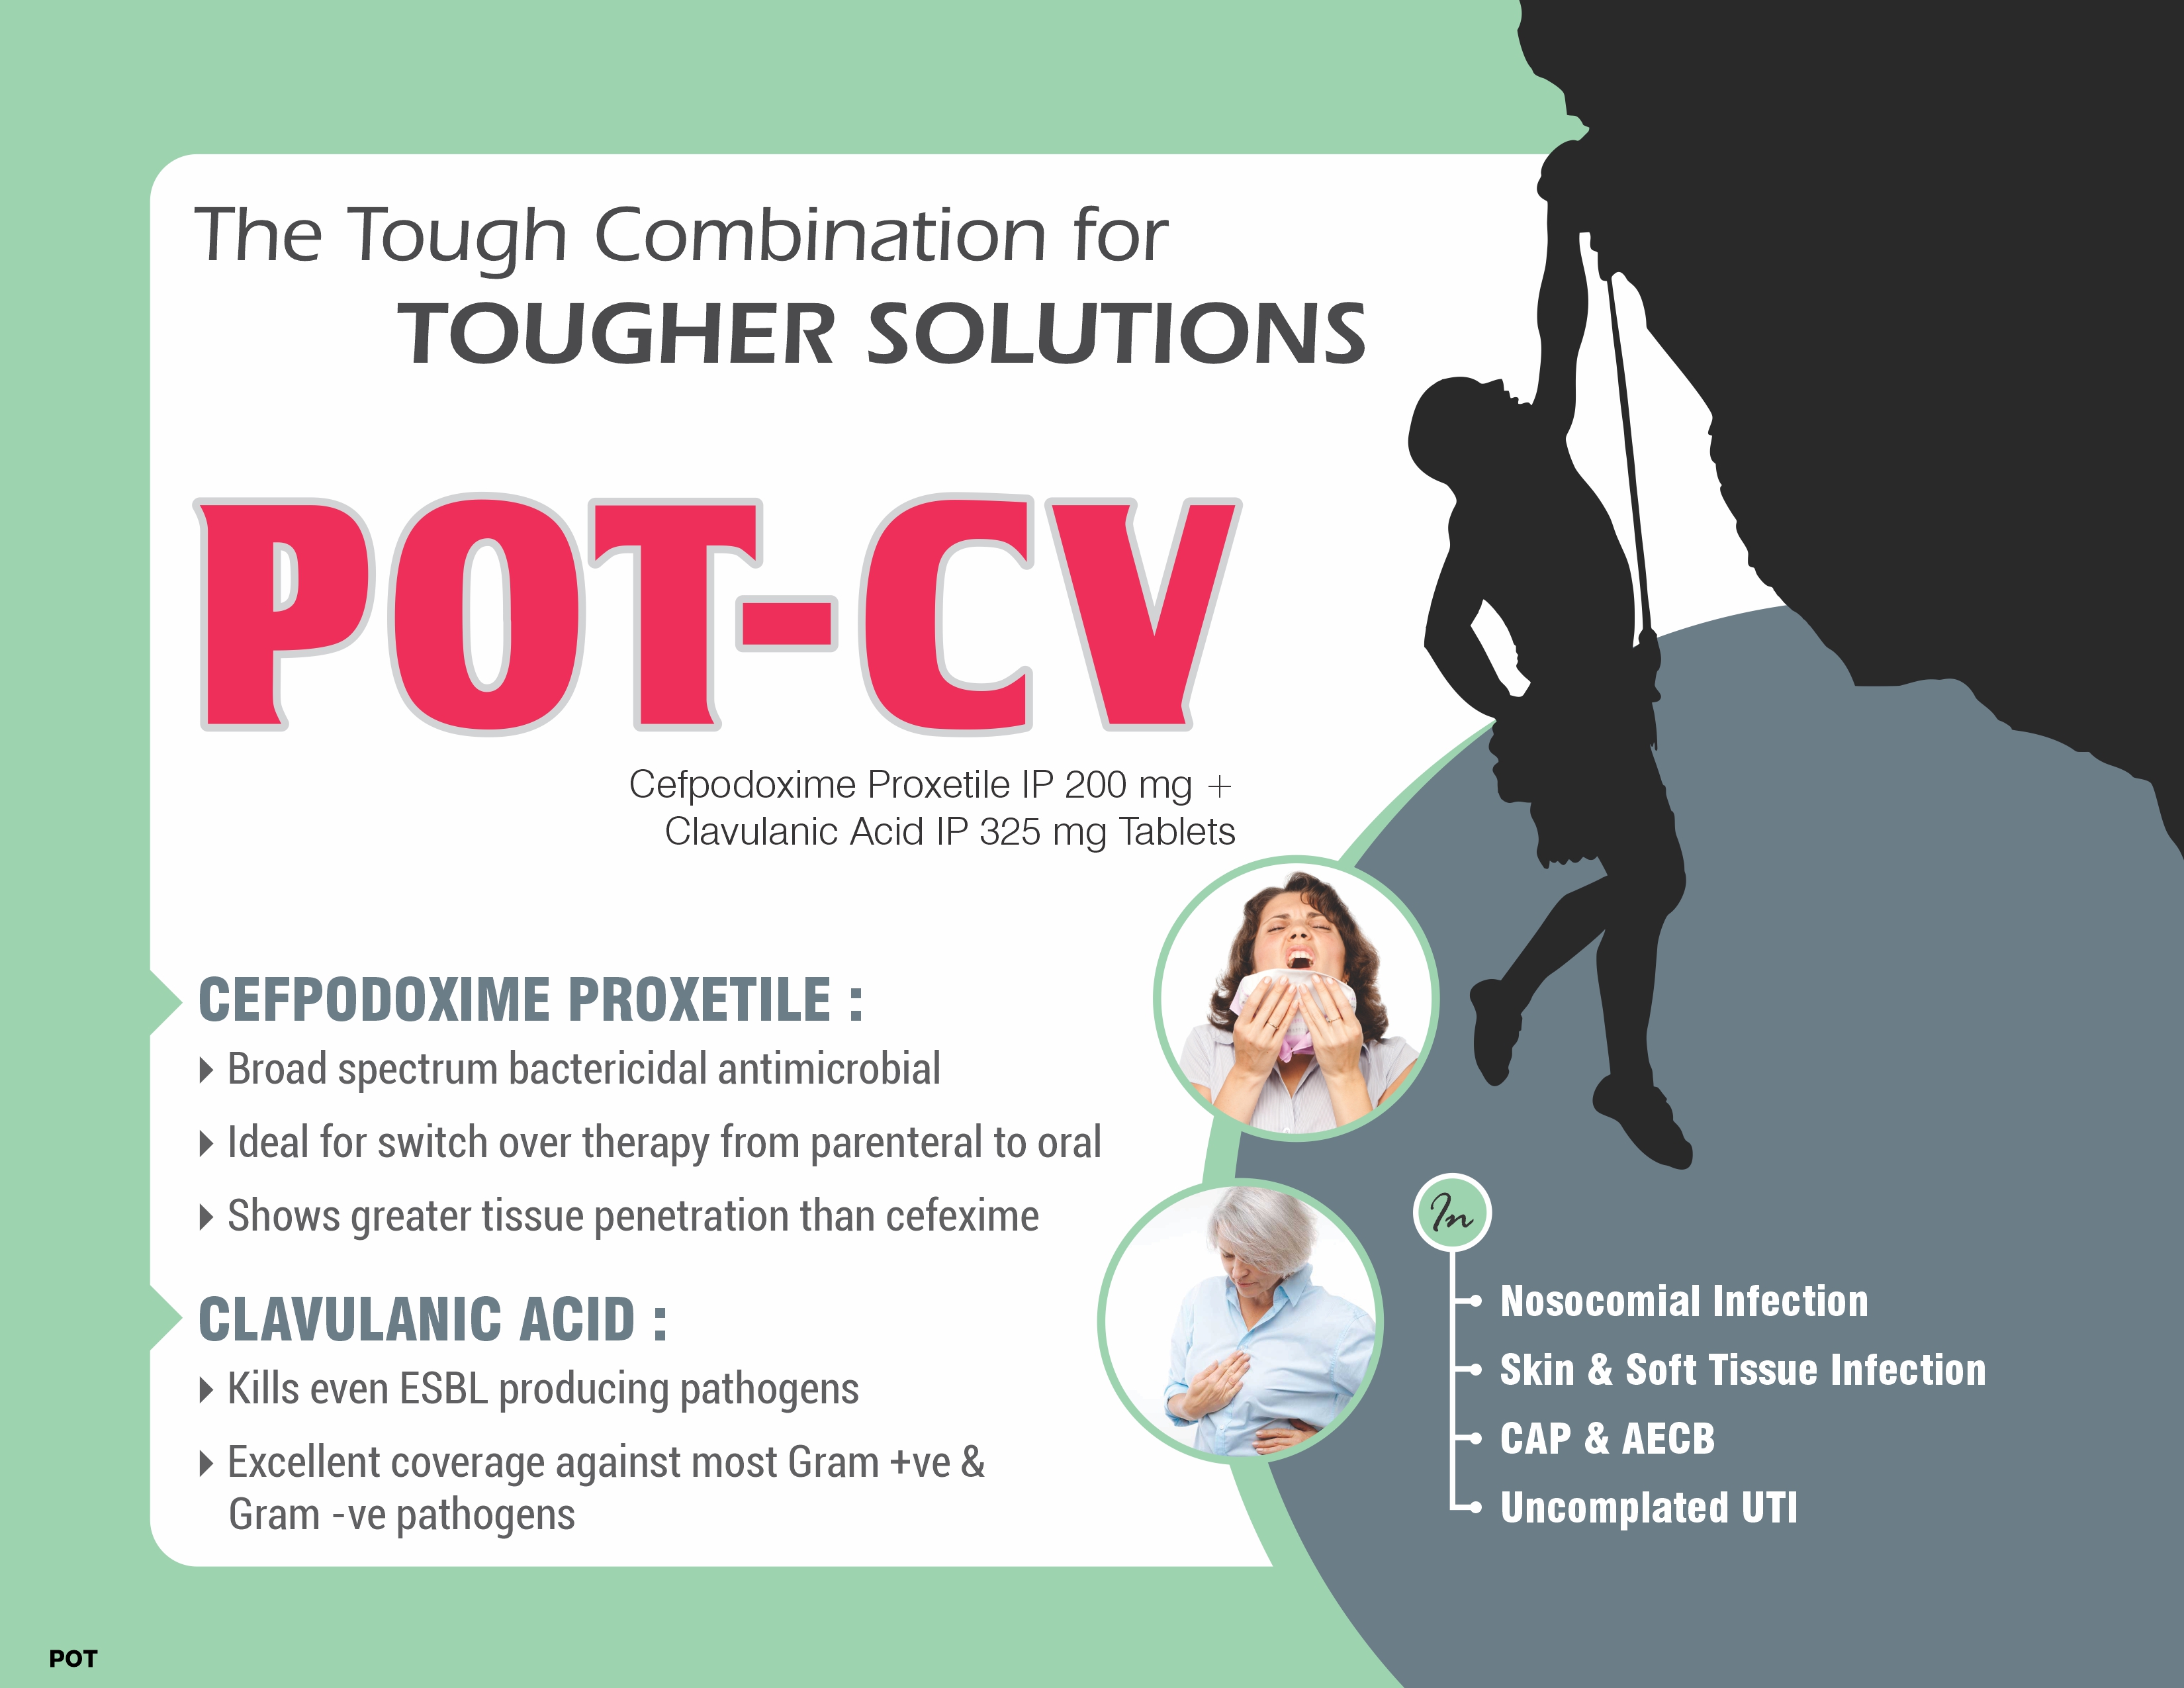 The Tough Combination for
TOUGHER SOLUTIONS
POT-CV
Cefpodoxime Proxetile IP 200 mg +
Clavulanic Acid IP 325 mg Tablets
CEFPODOXIME PROXETILE :
Broad spectrum bactericidal antimicrobial
Ideal for switch over therapy from parenteral to oral
Shows greater tissue penetration than cefexime
CLAVULANIC ACID :
Kills even ESBL producing pathogens
Excellent coverage against most Gram +ve &
Gram -ve pathogens
In
Nosocomial Infection
Skin & Soft Tissue Infection
CAP & AECB
Uncomplated UTI
POT